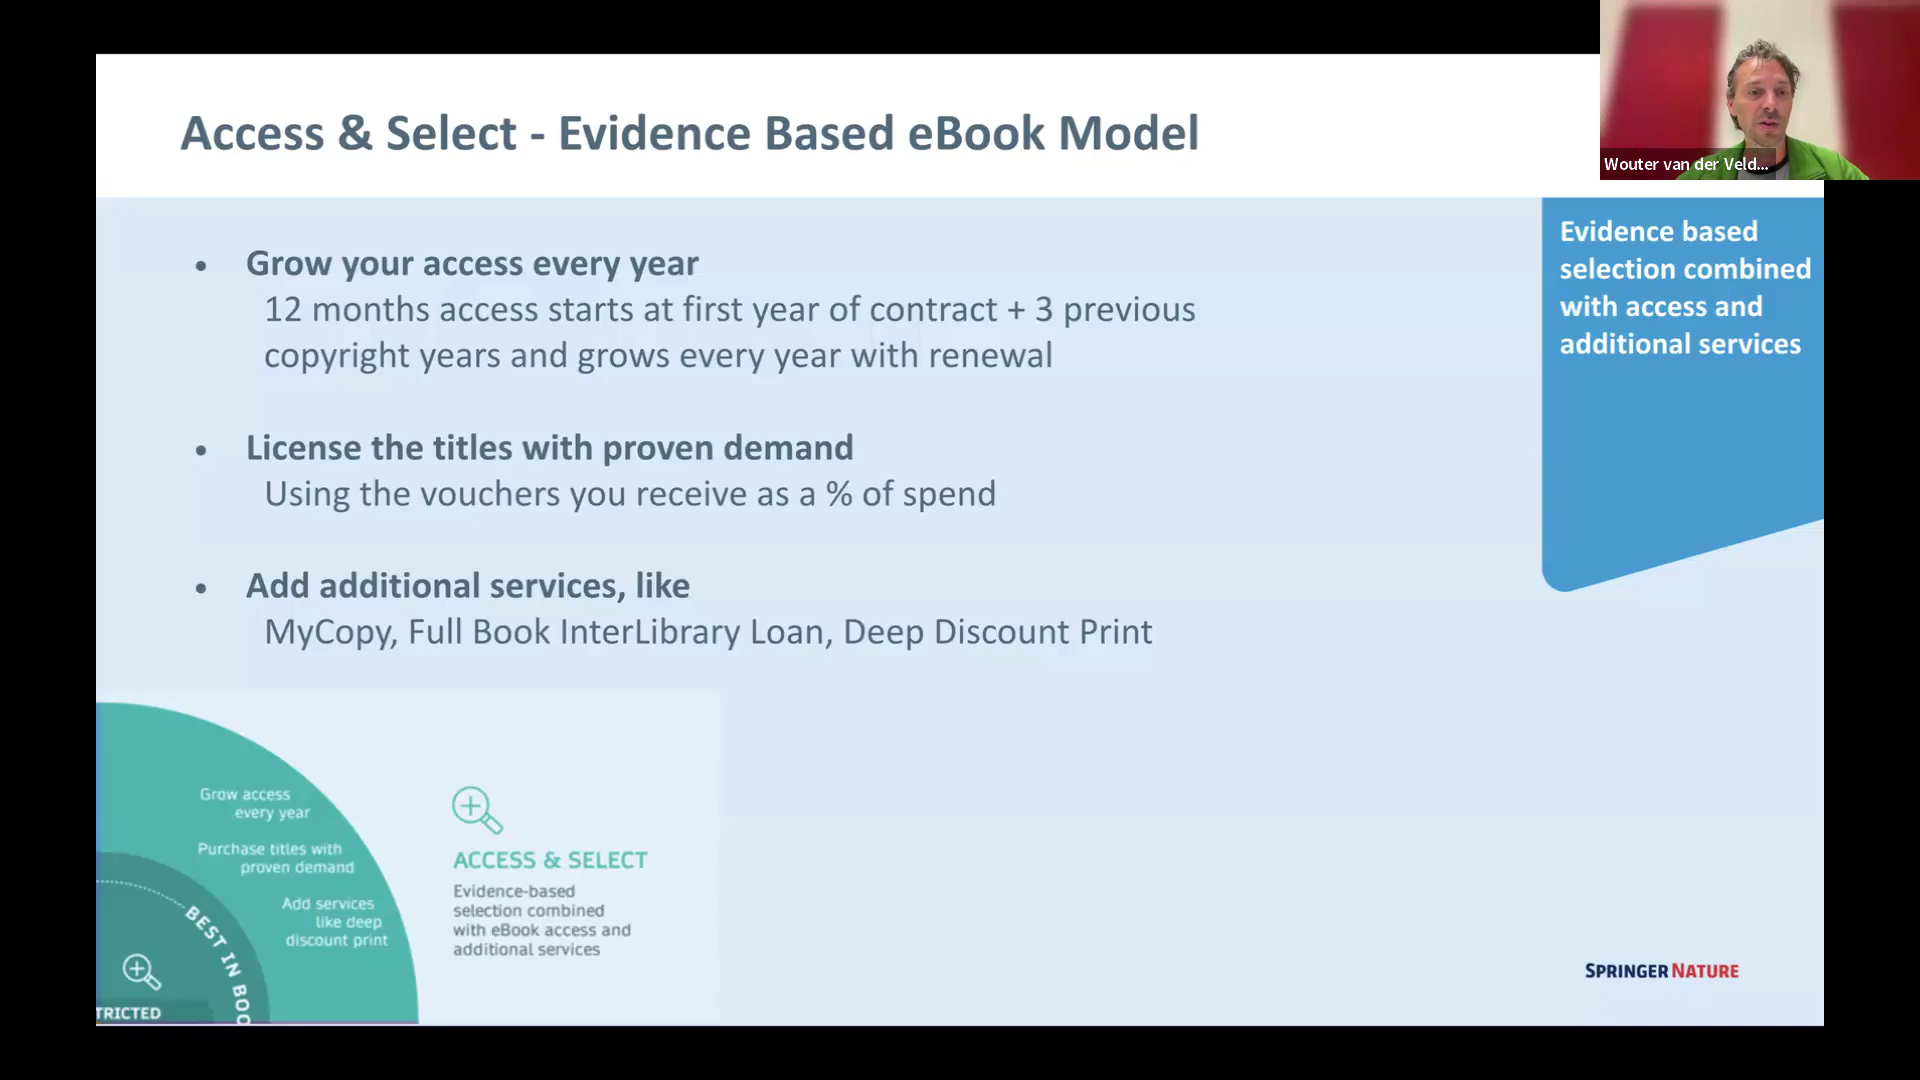 Access & Select - Evidence Based eBook Model
Wouter van der Veld...
Evidence based
selection combined
with access and
additional services
• Grow your access every year
12 months access starts at first year of contract + 3 previous
copyright years and grows every year with renewal
• License the titles with proven demand
Using the vouchers you receive as a % of spend
• Add additional services, like
MyCopy, Full Book InterLibrary Loan, Deep Discount Print
Grow access
every year
Purchase titles with
proven demand
Add services
like deep
discount print
BEST IN BOO
TRICTED
ACCESS & SELECT
Evidence-based
selection combined
with eBook access and
additional services
SPRINGER NATURE